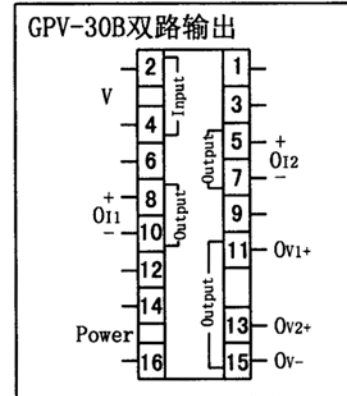 GPV-30B双路输出
2
1
V
Input
3
4
5
+
6
Output
OI2
7
-
+
8
OI1
Output
9
-
10
11
OV1+
12
Output
14
13
OV2+
Power
16
15
OV-